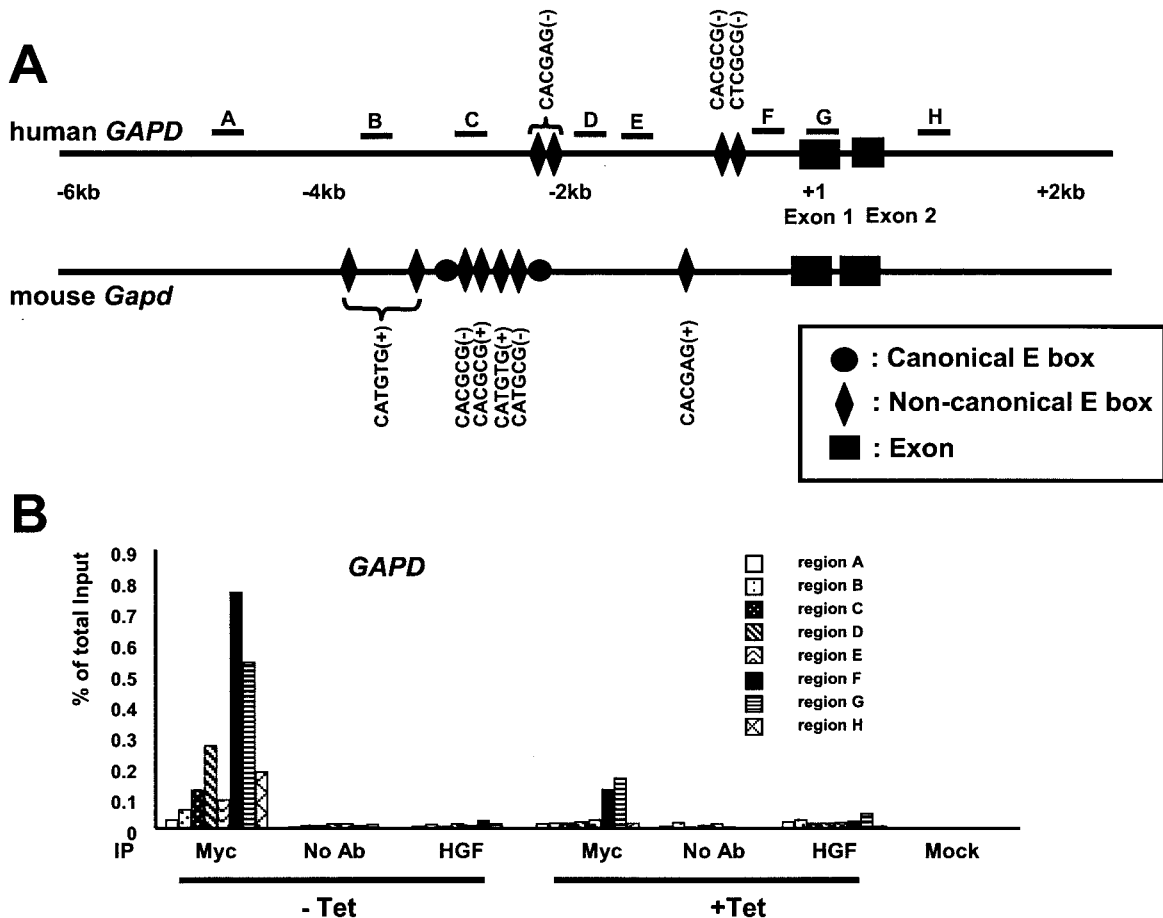 A
CACGAG(-)
CACGCG(-)
CTCGCG(-)
human GAPD
A B C D E F G H
-6kb -4kb -2kb +1 +2kb
Exon 1 Exon 2
mouse Gapd
CATGTG(+)
CACGCG(-)
CACGCG(+)
CATGTG(+)
CATGCG(-)
CACGAG(+)
: Canonical E box
: Non-canonical E box
: Exon
B
GAPD
% of total Input
0.9
0.8
0.7
0.6
0.5
0.4
0.3
0.2
0.1
0
region A
region B
region C
region D
region E
region F
region G
region H
IP Myc No Ab HGF Myc No Ab HGF Mock
- Tet +Tet